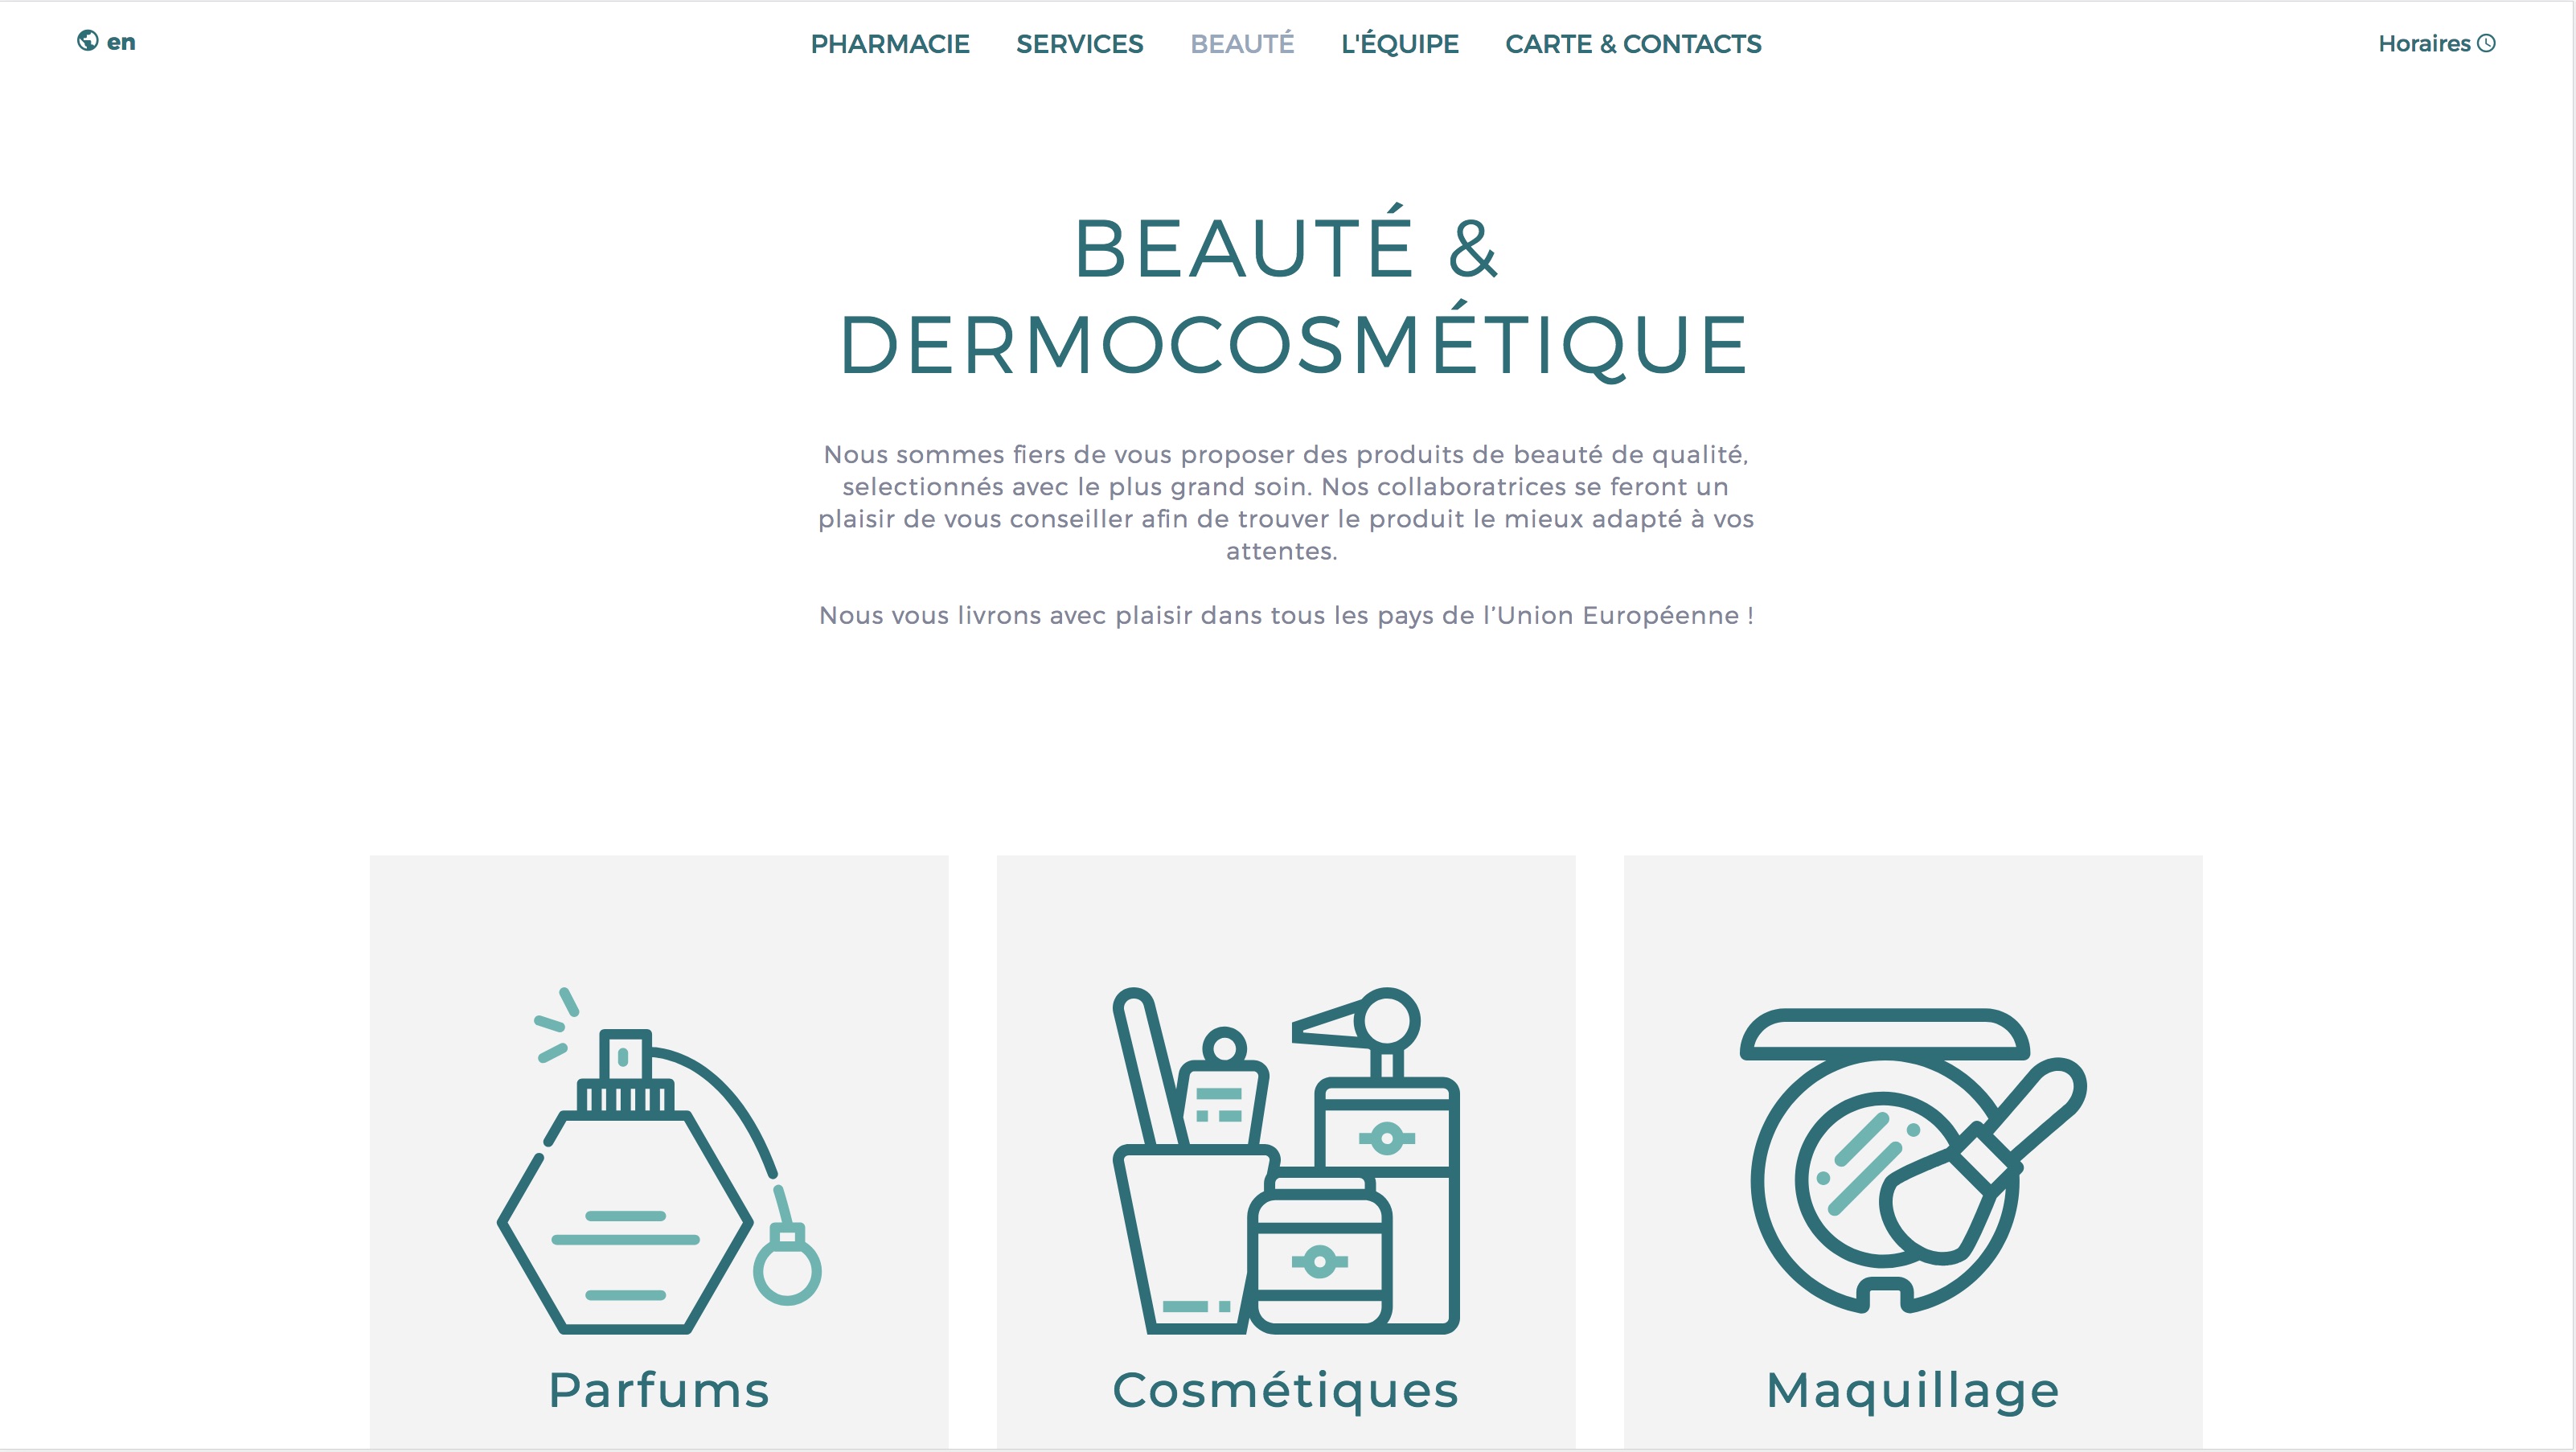 en
PHARMACIE SERVICES BEAUTÉ L'ÉQUIPE CARTE & CONTACTS
Horaires
BEAUTÉ &
DERMOCOSMÉTIQUE
Nous sommes fiers de vous proposer des produits de beauté de qualité,
selectionnés avec le plus grand soin. Nos collaboratrices se feront un
plaisir de vous conseiller afin de trouver le produit le mieux adapté à vos
attentes.
Nous vous livrons avec plaisir dans tous les pays de l’Union Européenne !
Parfums
Cosmétiques
Maquillage